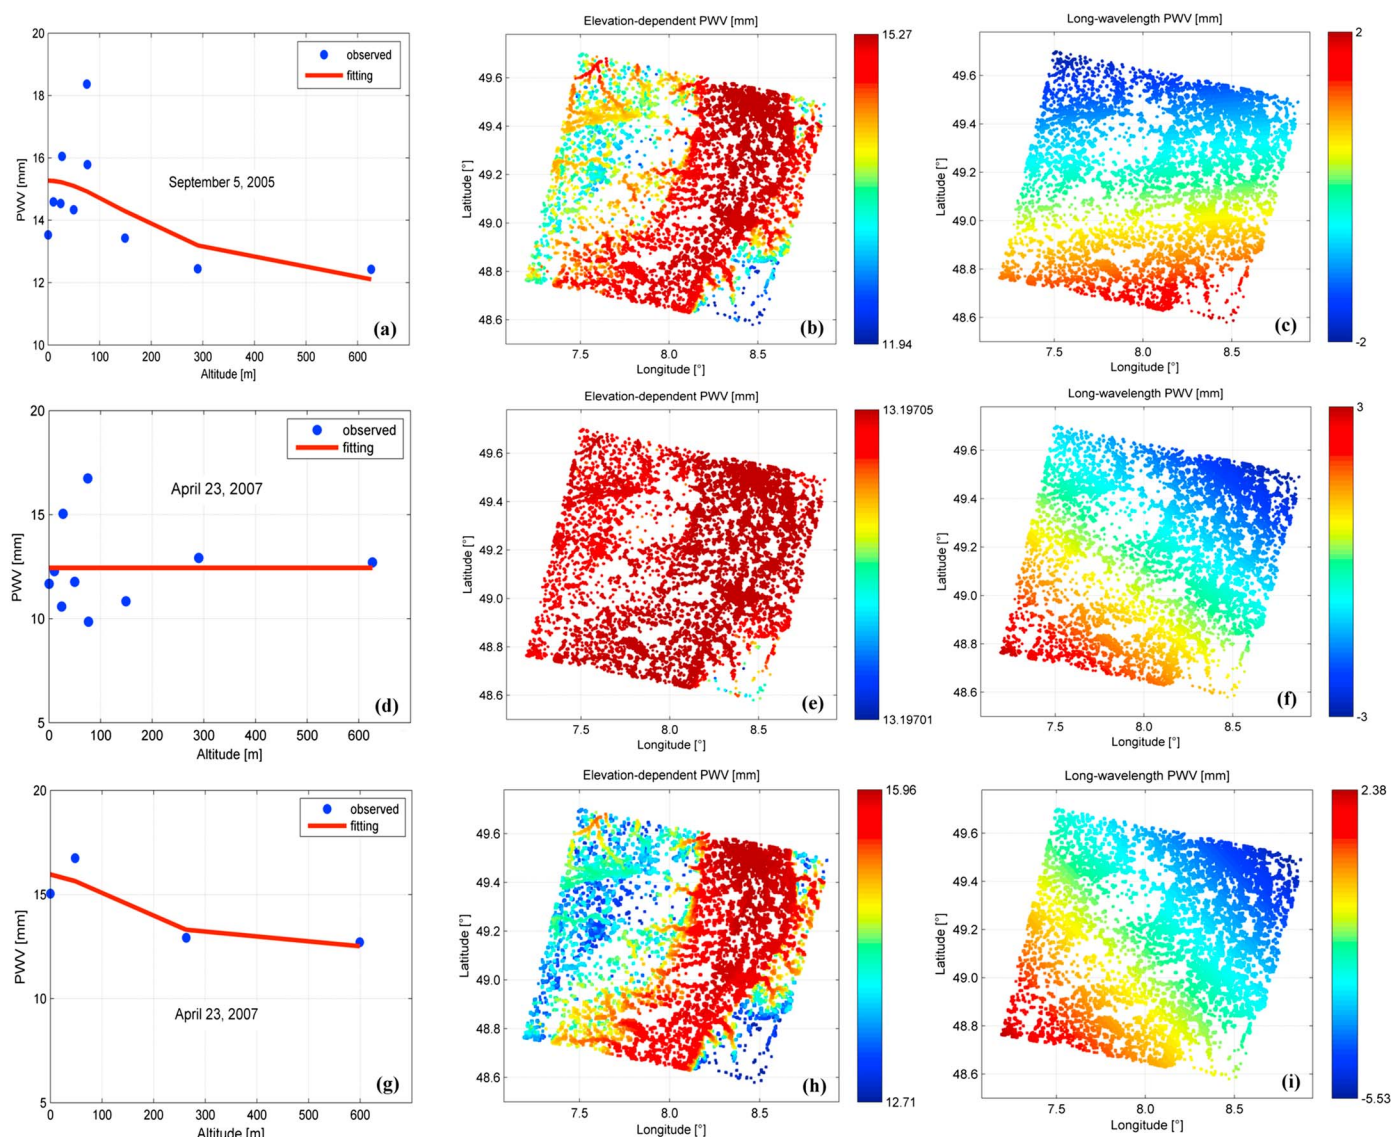 20
18
16
14
12
10
PWV [mm]
observed
fitting
September 5, 2005
(a)
0 100 200 300 400 500 600
Altitude [m]
Elevation-dependent PWV [mm]
49.6
49.4
49.2
49.0
48.8
48.6
Latitude [°]
(b)
7.5 8.0 8.5
Longitude [°]
15.27
11.94
Long-wavelength PWV [mm]
49.6
49.4
49.2
49.0
48.8
48.6
Latitude [°]
(c)
7.5 8.0 8.5
Longitude [°]
2
-2
20
15
10
5
PWV [mm]
observed
fitting
April 23, 2007
(d)
0 100 200 300 400 500 600
Altitude [m]
Elevation-dependent PWV [mm]
49.6
49.4
49.2
49.0
48.8
48.6
Latitude [°]
(e)
7.5 8.0 8.5
Longitude [°]
13.19705
13.19701
Long-wavelength PWV [mm]
49.6
49.4
49.2
49.0
48.8
48.6
Latitude [°]
(f)
7.5 8.0 8.5
Longitude [°]
3
-3
20
15
10
5
PWV [mm]
observed
fitting
April 23, 2007
(g)
0 100 200 300 400 500 600
Altitude [m]
Elevation-dependent PWV [mm]
49.6
49.4
49.2
49.0
48.8
48.6
Latitude [°]
(h)
7.5 8.0 8.5
Longitude [°]
15.96
12.71
Long-wavelength PWV [mm]
49.6
49.4
49.2
49.0
48.8
48.6
Latitude [°]
(i)
7.5 8.0 8.5
Longitude [°]
2.38
-5.53